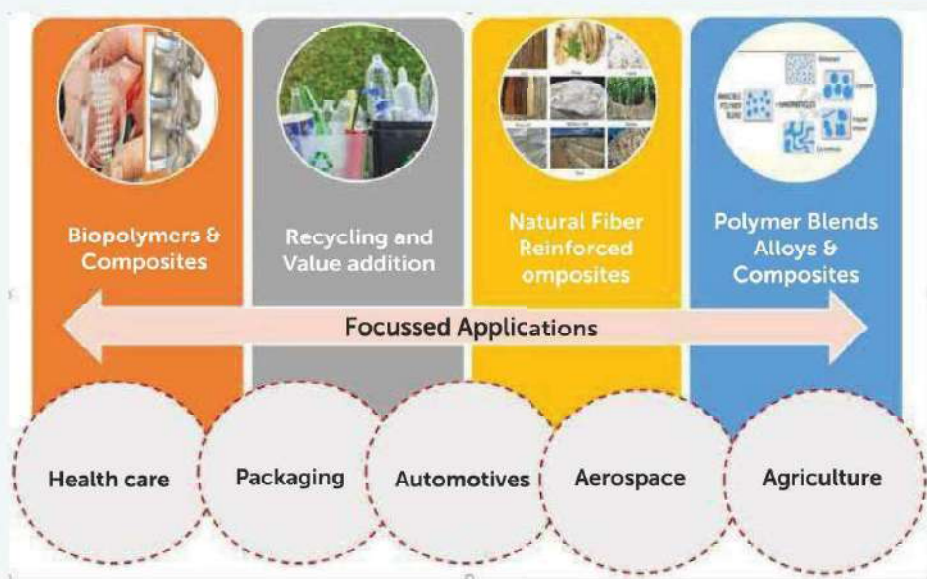 Biopolymers &
Composites
Recycling and
Value addition
Natural Fiber
Reinforced
omposites
Polymer Blends
Alloys &
Composites
Focussed Applications
Health care
Packaging
Automotives
Aerospace
Agriculture